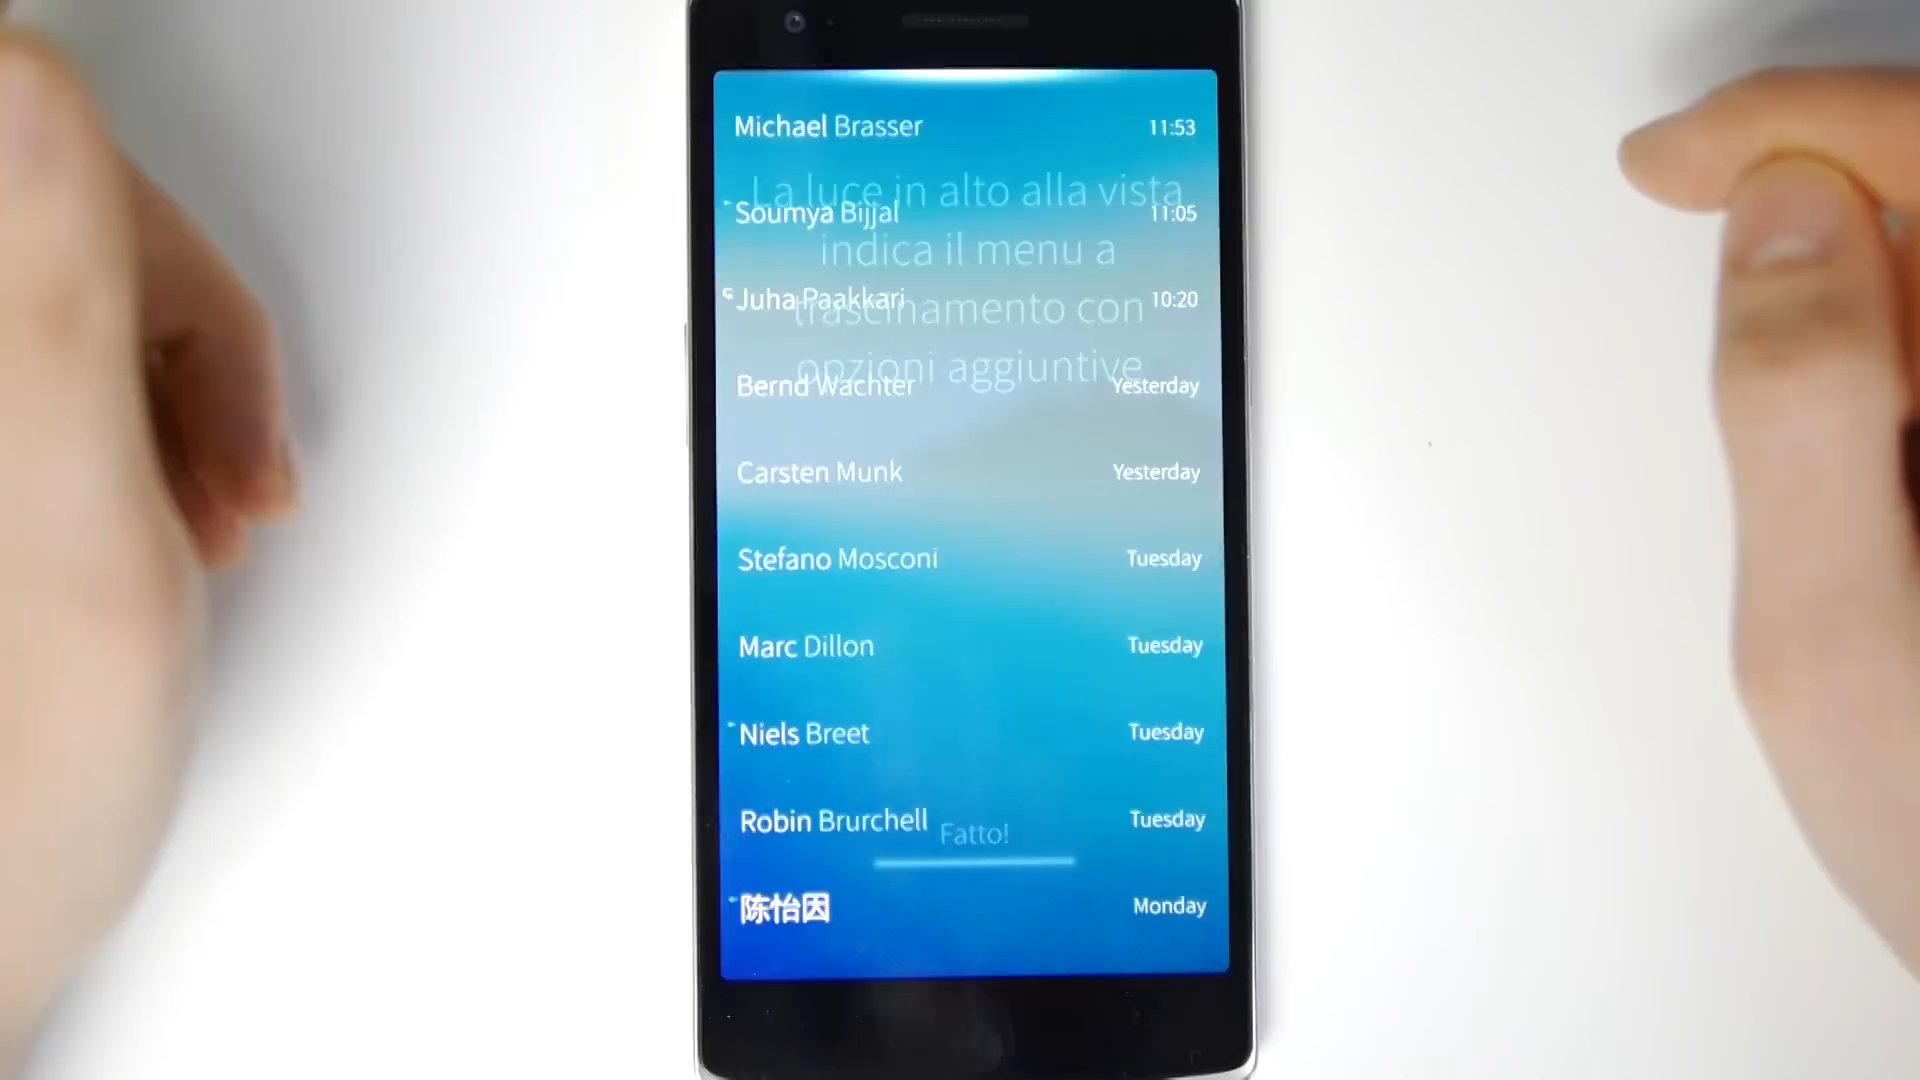 Michael Brasser 11:53
La luce in alto alla vista
Soumya Bijjal 11:05
indica il menu a
Juha Paakkari 10:20
trascinamento con
opzioni aggiuntive
Bernd Wachter Yesterday
Carsten Munk Yesterday
Stefano Mosconi Tuesday
Marc Dillon Tuesday
Niels Breet Tuesday
Robin Brurchell Tuesday
Fatto!
陈怡因 Monday